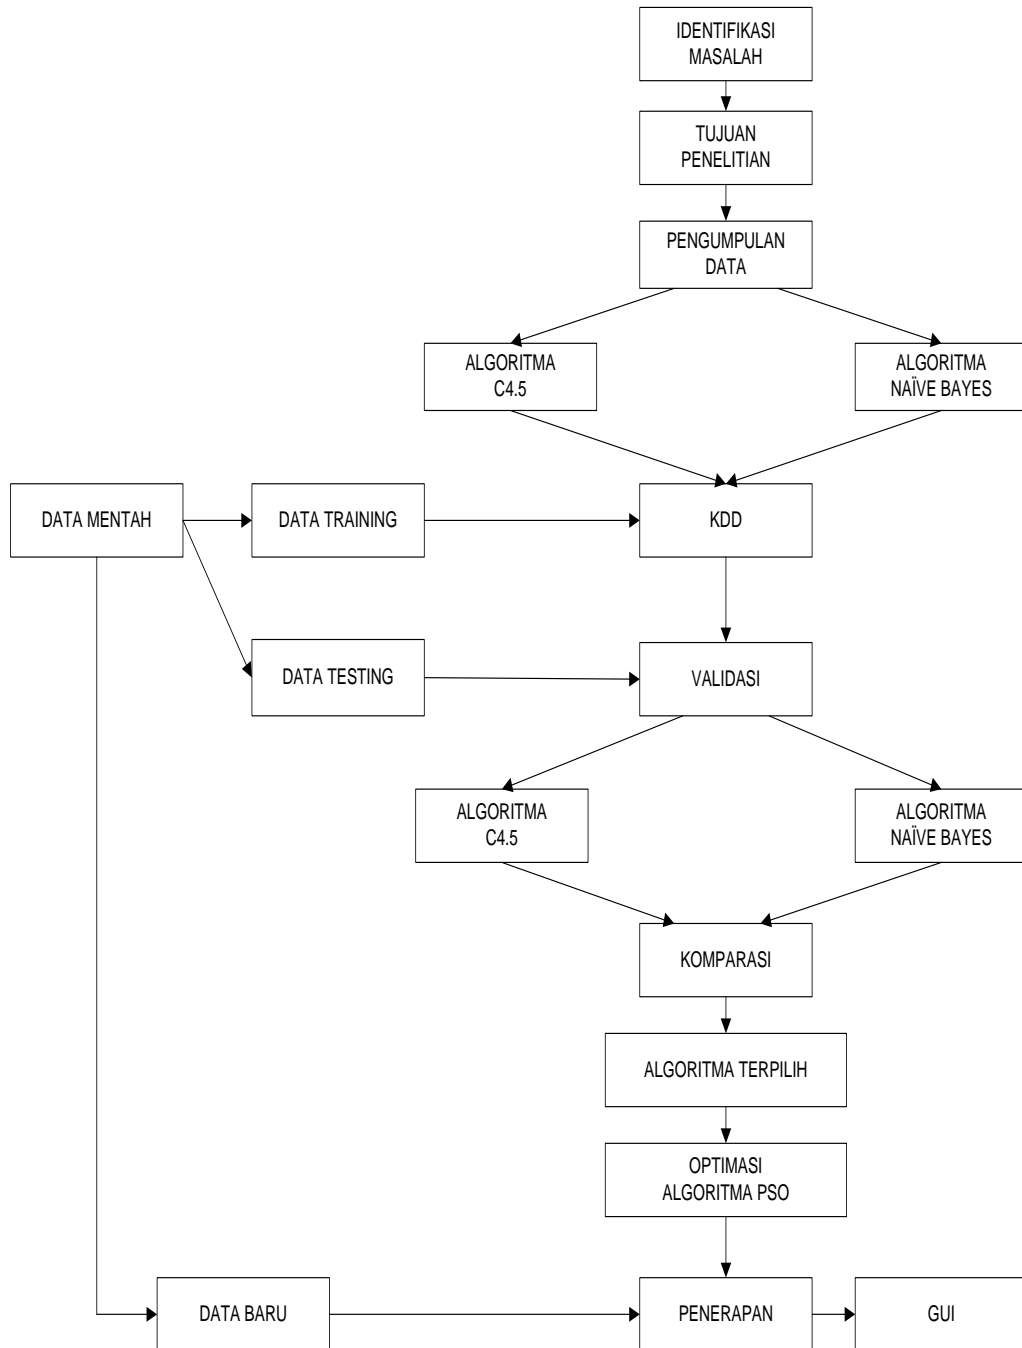 IDENTIFIKASI
MASALAH
TUJUAN
PENELITIAN
PENGUMPULAN
DATA
ALGORITMA
C4.5
ALGORITMA
NAÏVE BAYES
DATA MENTAH
DATA TRAINING
KDD
DATA TESTING
VALIDASI
ALGORITMA
C4.5
ALGORITMA
NAÏVE BAYES
KOMPARASI
ALGORITMA TERPILIH
OPTIMASI
ALGORITMA PSO
DATA BARU
PENERAPAN
GUI